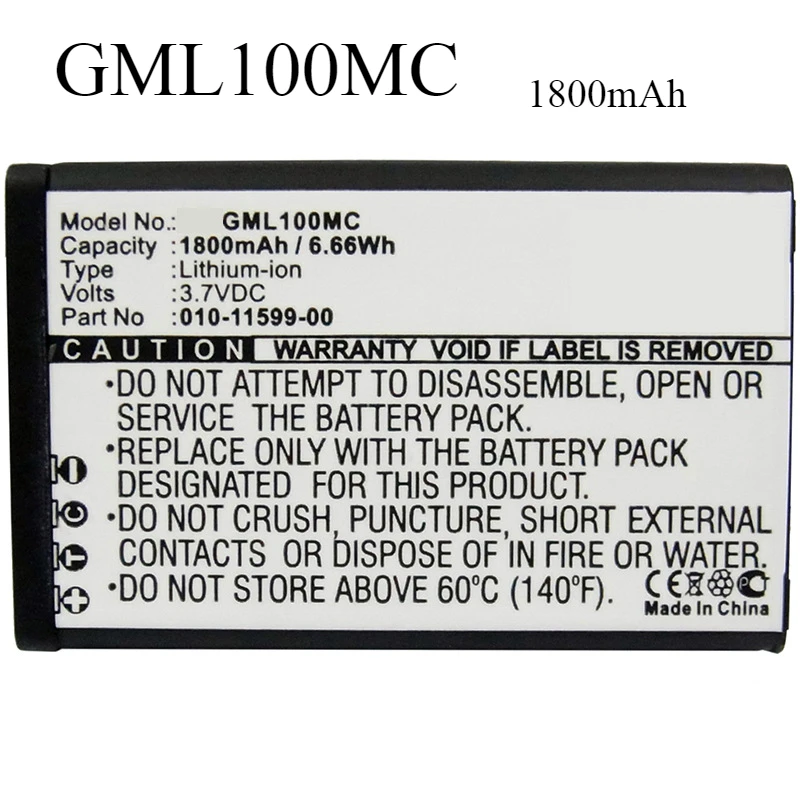 GML100MC 1800mAh
Model No.: GML100MC
Capacity : 1800mAh / 6.66Wh
Type : Lithium-ion
Volts : 3.7VDC
Part No : 010-11599-00
CAUTION WARRANTY VOID IF LABEL IS REMOVED
•DO NOT ATTEMPT TO DISASSEMBLE, OPEN OR
SERVICE THE BATTERY PACK.
•REPLACE ONLY WITH THE BATTERY PACK
DESIGNATED FOR THIS PRODUCT.
•DO NOT CRUSH, PUNCTURE, SHORT EXTERNAL
CONTACTS OR DISPOSE OF IN FIRE OR WATER.
•DO NOT STORE ABOVE 60°C (140°F).
CE
Made In China
- I
- C
- T
- +